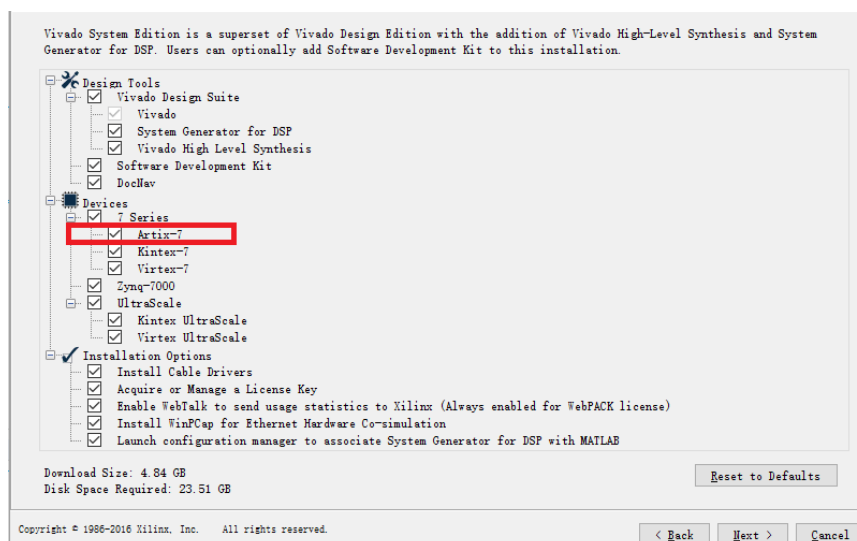 Vivado System Edition is a superset of Vivado Design Edition with the addition of Vivado High-Level Synthesis and System
Generator for DSP. Users can optionally add Software Development Kit to this installation.
Design Tools
Vivado Design Suite
Vivado
System Generator for DSP
Vivado High Level Synthesis
Software Development Kit
DocNav
Devices
7 Series
Artix-7
Kintex-7
Virtex-7
Zynq-7000
UltraScale
Kintex UltraScale
Virtex UltraScale
Installation Options
Install Cable Drivers
Acquire or Manage a License Key
Enable WebTalk to send usage statistics to Xilinx (Always enabled for WebPACK license)
Install WinPCap for Ethernet Hardware Co-simulation
Launch configuration manager to associate System Generator for DSP with MATLAB
Download Size: 4.84 GB
Disk Space Required: 23.51 GB
Reset to Defaults
Copyright © 1986-2016 Xilinx, Inc. All rights reserved.
< Back Next > Cancel